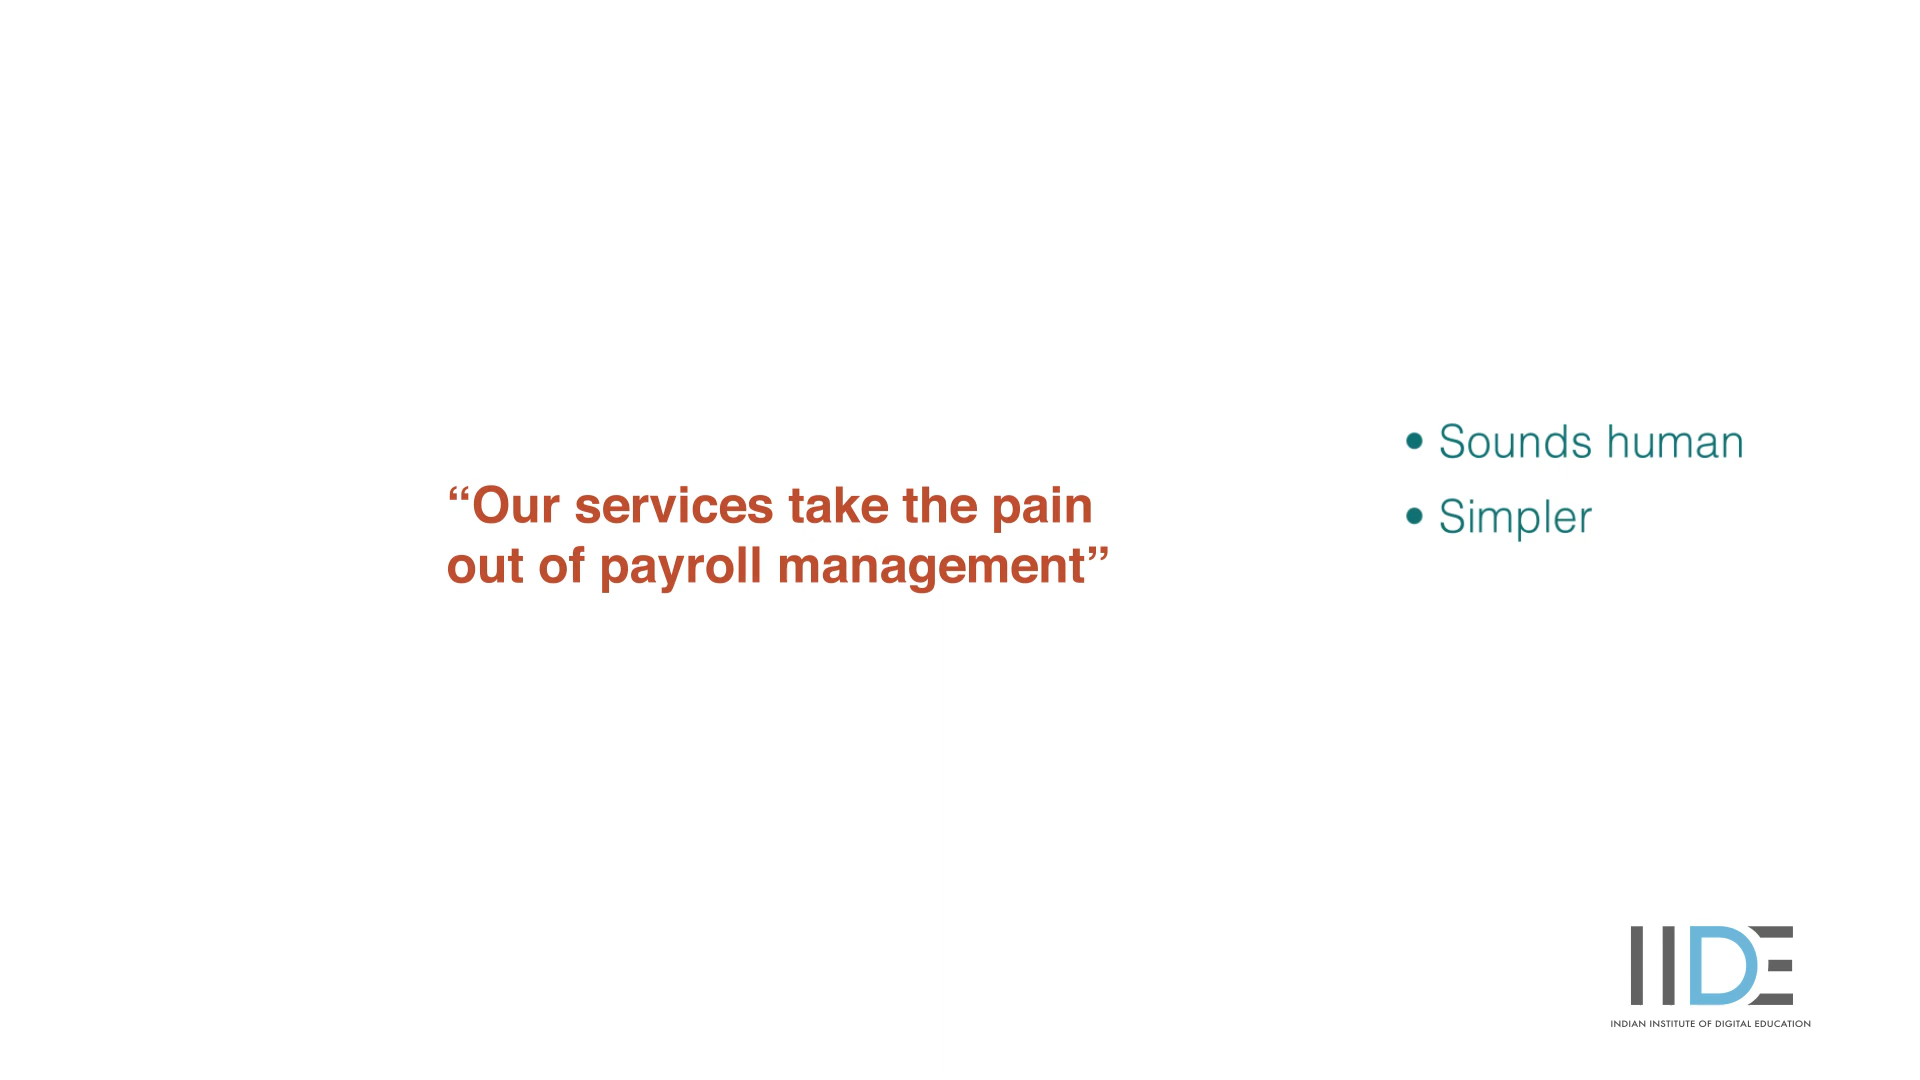 “Our services take the pain
out of payroll management”
• Sounds human
• Simpler
IIDE
INDIAN INSTITUTE OF DIGITAL EDUCATION